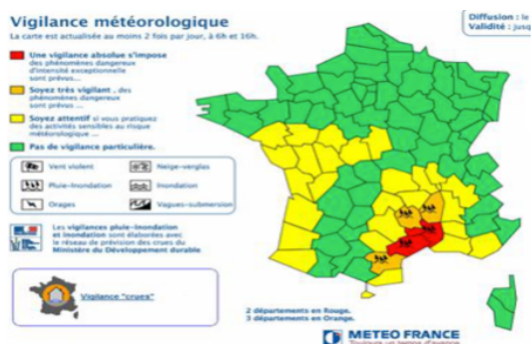 Vigilance météorologique
La carte est actualisée au moins 2 fois par jour, à 6h et 16h.
Diffusion : le
Validité : jusq
Une vigilance absolue s'impose
des phénomènes dangereux
d'intensité exceptionnelle
sont prévus...
Soyez très vigilant, des
phénomènes dangereux
sont prévus ...
Soyez attentif si vous pratiquez
des activités sensibles au risque
météorologique ...
Pas de vigilance particulière.
Vent violent
Neige-verglas
Pluie-Inondation
Inondation
Orages
Vagues-submersion
Les vigilances pluie-inondation
et inondation sont élaborées avec
le réseau de prévision des crues du
Ministère du Développement durable
Vigilance "crues"
2 départements en Rouge.
3 départements en Orange.
METEO FRANCE
Toujours un temps d'avance